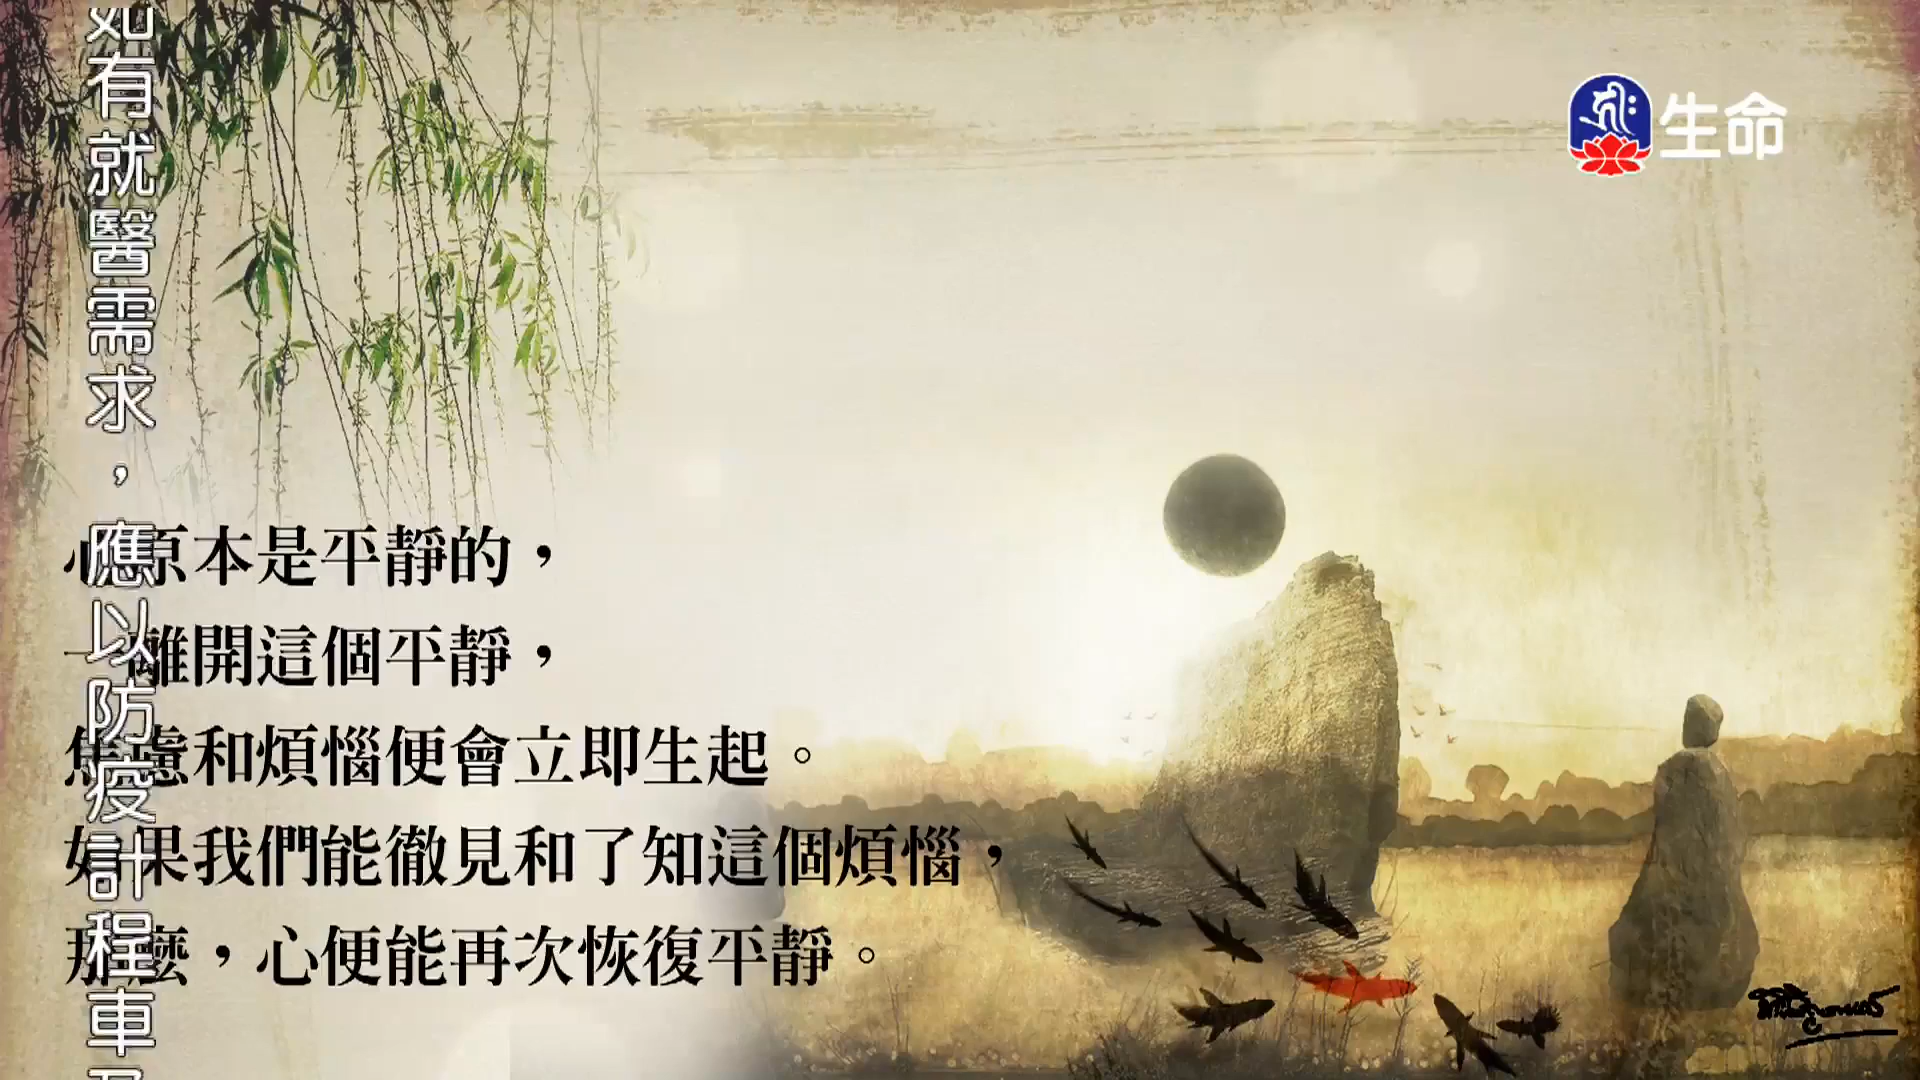 如有就醫需求，應以防疫計程車及
生命
心原本是平靜的，
一離開這個平靜，
焦慮和煩惱便會立即生起。
如果我們能徹見和了知這個煩惱，
那麼，心便能再次恢復平靜。